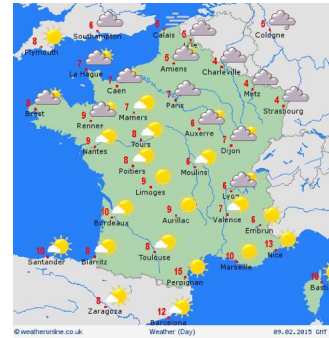 6
Southampton
8
Plymouth
6
Calais
5
Lille
5
Cologne
7
La Hague
5
Amiens
4
Charleville
7
Caen
4
Metz
7
Paris
4
Strasbourg
Brest
7
Mamers
9
Rennes
6
Auxerre
8
Tours
7
Dijon
9
Nantes
8
Poitiers
6
Moulins
9
Limoges
6
Lyon
10
Bordeaux
9
Aurillac
7
Valence
6
Embrun
10
Santander
8
Biarritz
8
Toulouse
10
Marseille
13
Nice
15
Perpignan
10
Basti
8
Zaragoza
12
Barcelona
©weatheronline.co.uk Weather (Day) 09.02.2015 GMT